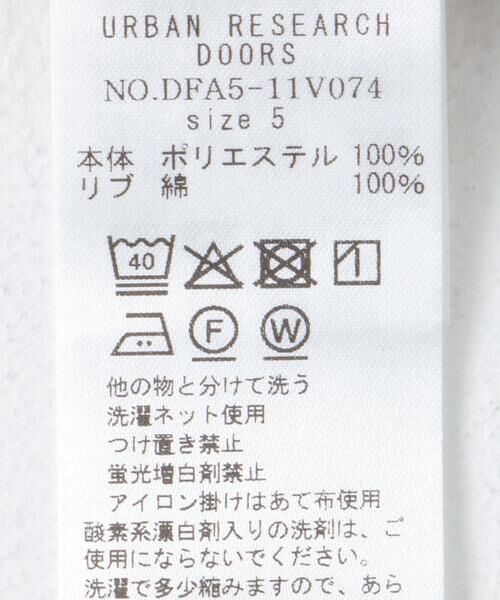 URBAN RESEARCH
DOORS
NO.DFA5-11V074
size 5
本体 ポリエステル 100%
リブ 綿 100%
40
F W
他の物と分けて洗う
洗濯ネット使用
つけ置き禁止
蛍光増白剤禁止
アイロン掛けはあて布使用
酸素系漂白剤入りの洗剤は、ご
使用にならないでください。
洗濯で多少縮みますので、あら